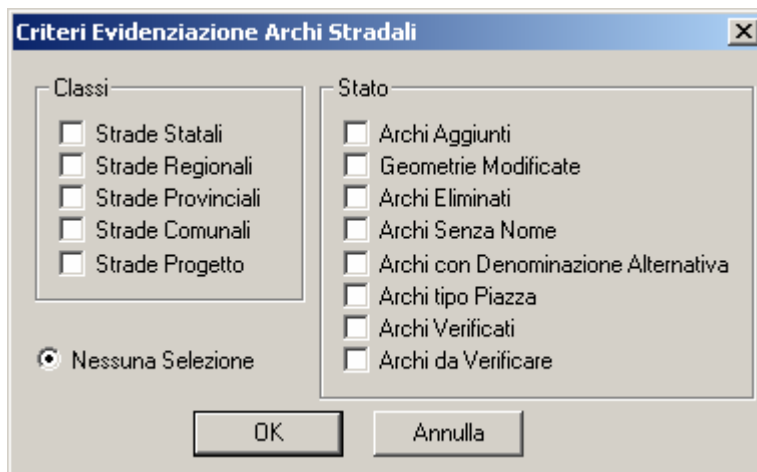 Criteri Evidenziazione Archi Stradali
Classi
Strade Statali
Strade Regionali
Strade Provinciali
Strade Comunali
Strade Progetto
Nessuna Selezione
Stato
Archi Aggiunti
Geometrie Modificate
Archi Eliminati
Archi Senza Nome
Archi con Denominazione Alternativa
Archi tipo Piazza
Archi Verificati
Archi da Verificare
OK
Annulla